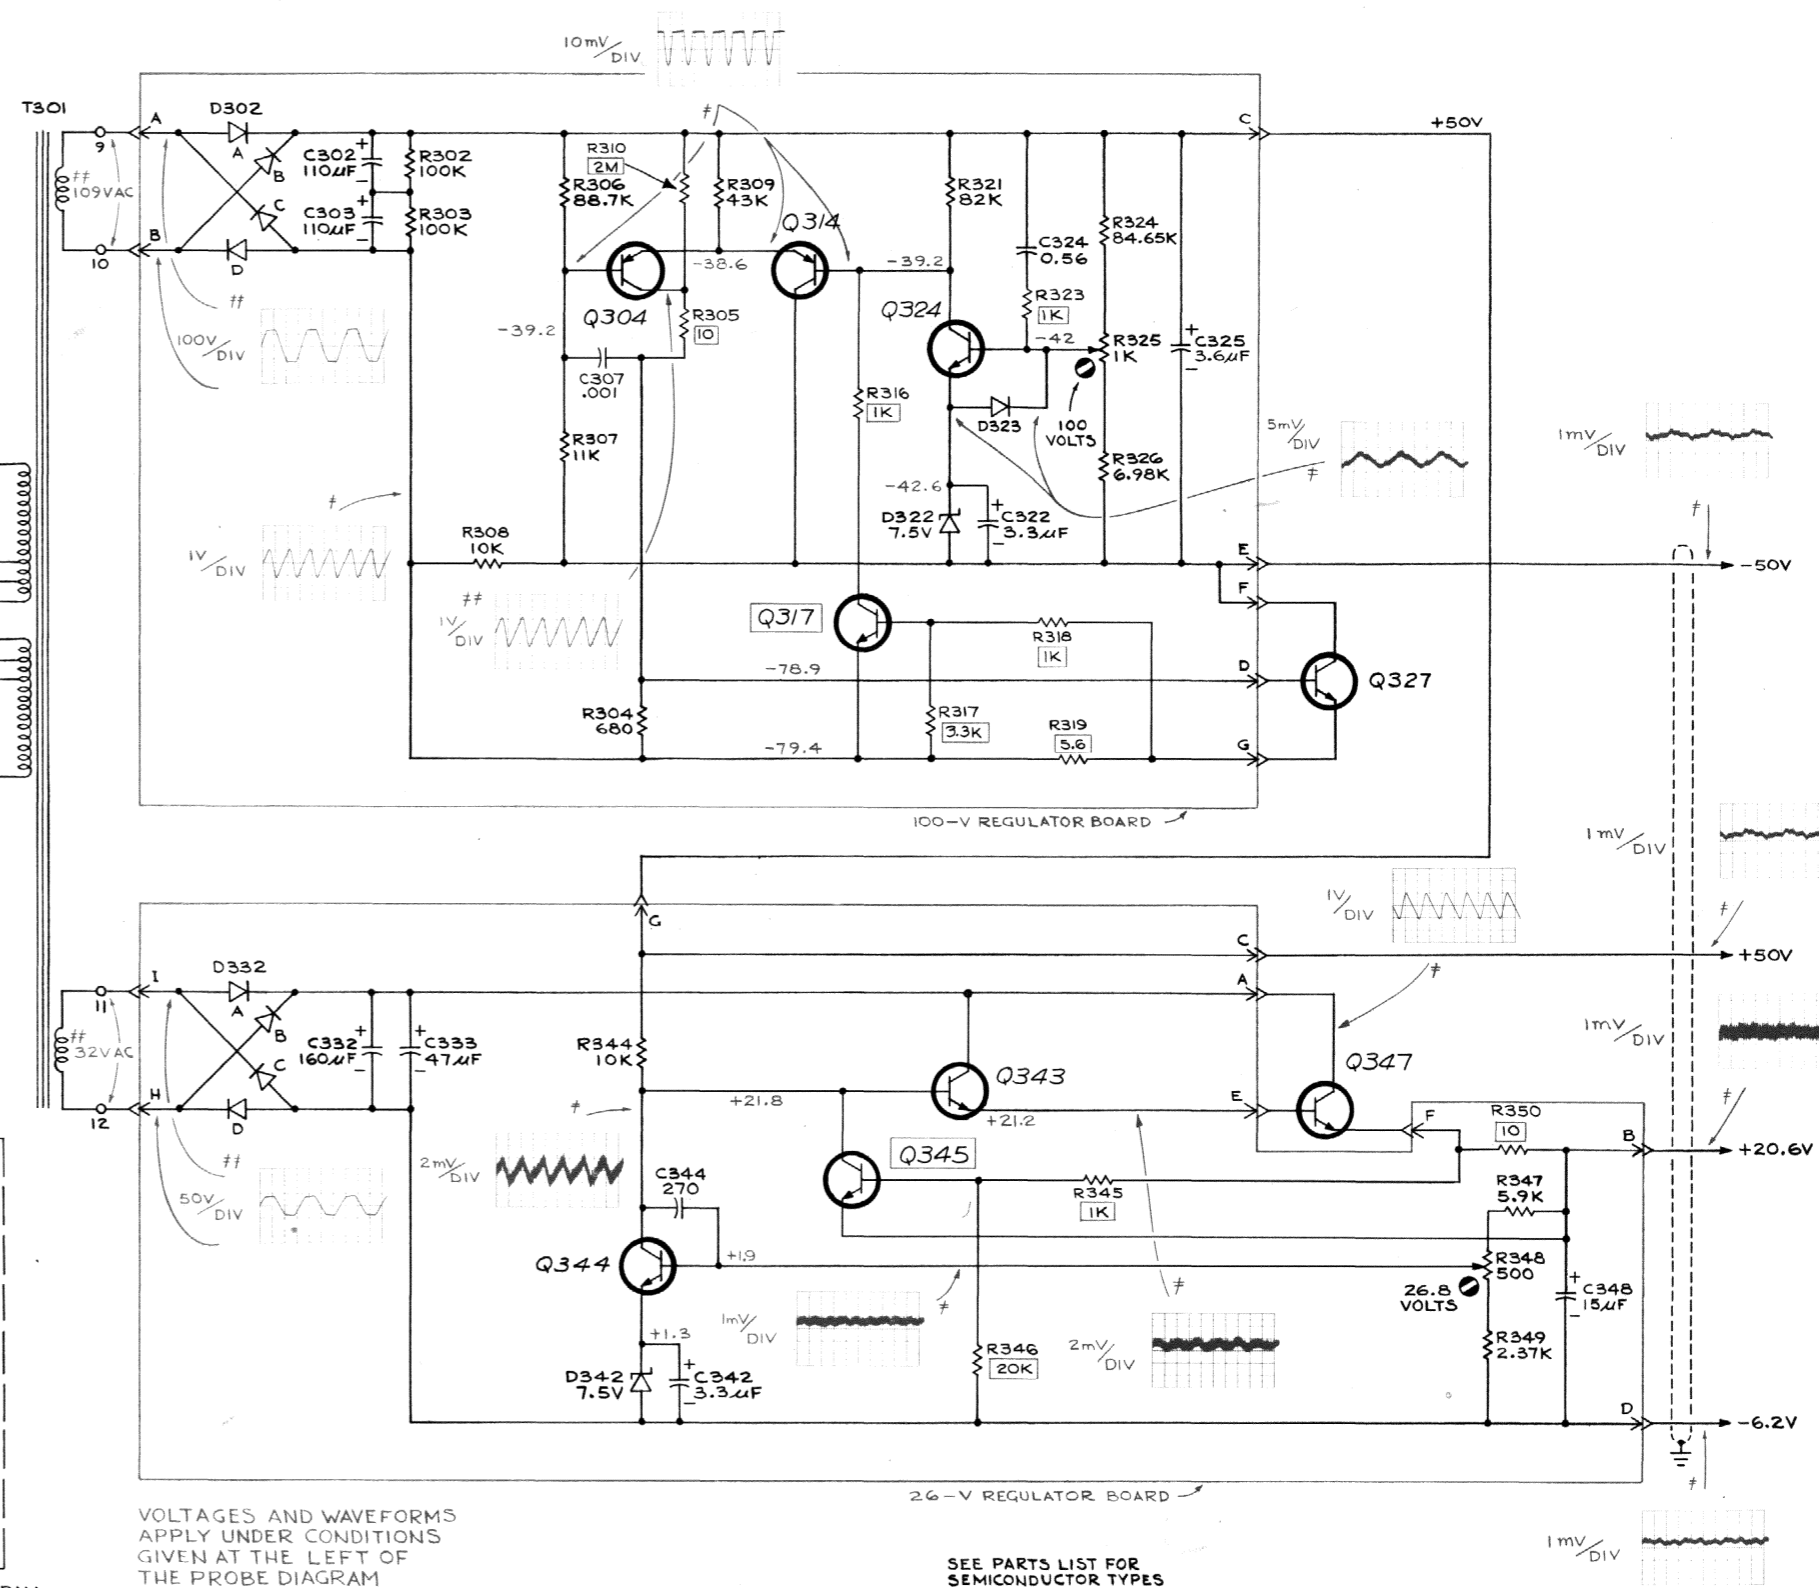 10mV/DIV
T301
9
A
D302
A
B
C
D
## 109VAC
B
10
C302 110µF
+
-
C303 110µF
+
-
R302 100K
R303 100K
R310 2M
R306 88.7K
R309 43K
Q314
R321 82K
C324 0.56
R324 84.65K
C
+50V
-38.6
-39.2
Q304
-39.2
R305 10
Q324
R323 1K
-42
R325 1K
+
C325 3.6µF
-
##
100V/DIV
C307 .001
R316 1K
D323
100 VOLTS
5mV/DIV
1mV/DIV
R307 11K
R326 6.98K
-42.6
D322 7.5V
+
C322 3.3µF
-
1V/DIV
R308 10K
E
-50V
F
##
1V/DIV
Q317
R318 1K
-78.9
D
Q327
R304 680
R317 3.3K
R319 5.6
-79.4
G
100-V REGULATOR BOARD
1mV/DIV
G
1V/DIV
C
+50V
A
I
11
D332
A
B
C
D
## 32VAC
H
12
+
C332 160µF
-
+
C333 47µF
-
R344 10K
Q343
Q347
+21.8
+21.2
E
F
R350 10
B
+20.6V
1mV/DIV
##
50V/DIV
2mV/DIV
C344 270
Q345
R345 1K
R347 5.9K
Q344
+1.9
R348 500
26.8 VOLTS
+
C348 15µF
-
1mV/DIV
2mV/DIV
+1.3
D342 7.5V
+
C342 3.3µF
-
R346 20K
R349 2.37K
D
-6.2V
26-V REGULATOR BOARD
VOLTAGES AND WAVEFORMS
APPLY UNDER CONDITIONS
GIVEN AT THE LEFT OF
THE PROBE DIAGRAM
SEE PARTS LIST FOR
SEMICONDUCTOR TYPES
1mV/DIV